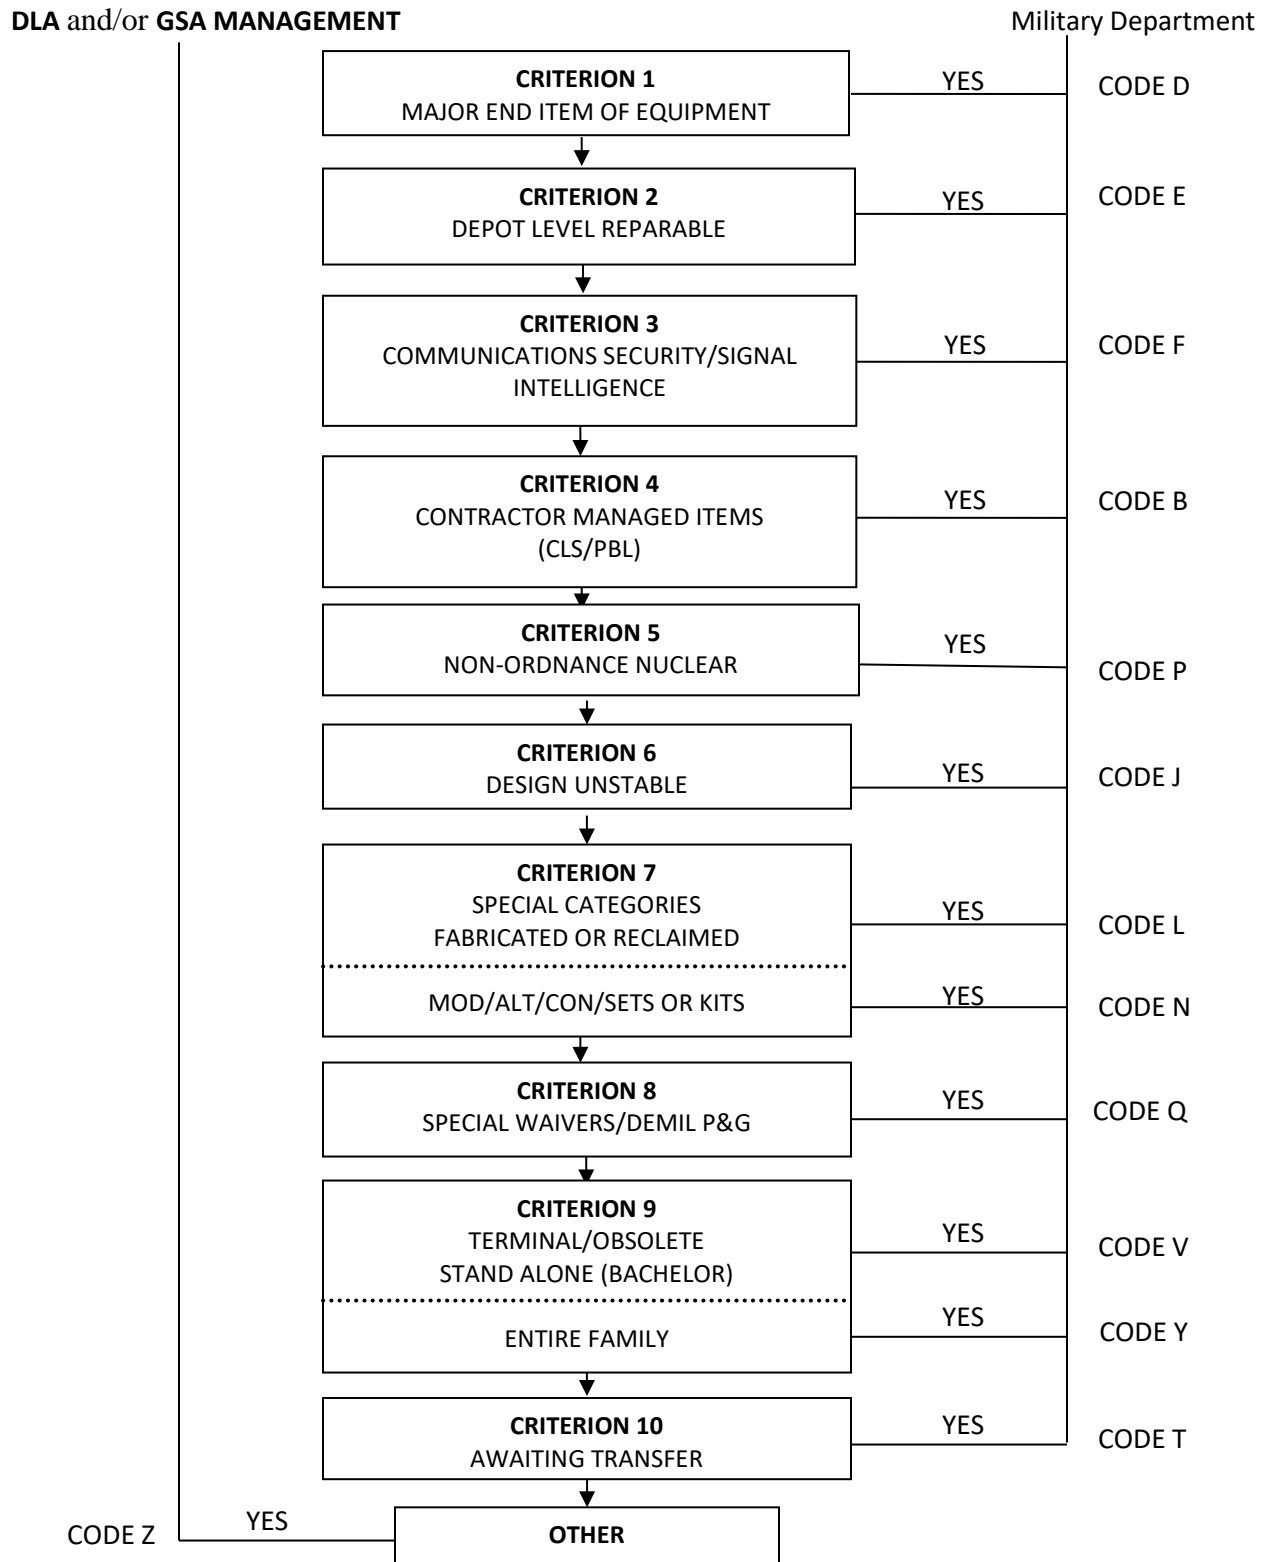 DLA and/or GSA MANAGEMENT
Military Department
CRITERION 1
MAJOR END ITEM OF EQUIPMENT
YES
CODE D
CRITERION 2
DEPOT LEVEL REPARABLE
YES
CODE E
CRITERION 3
COMMUNICATIONS SECURITY/SIGNAL
INTELLIGENCE
YES
CODE F
CRITERION 4
CONTRACTOR MANAGED ITEMS
(CLS/PBL)
YES
CODE B
CRITERION 5
NON-ORDNANCE NUCLEAR
YES
CODE P
CRITERION 6
DESIGN UNSTABLE
YES
CODE J
CRITERION 7
SPECIAL CATEGORIES
FABRICATED OR RECLAIMED
YES
CODE L
MOD/ALT/CON/SETS OR KITS
YES
CODE N
CRITERION 8
SPECIAL WAIVERS/DEMIL P&G
YES
CODE Q
CRITERION 9
TERMINAL/OBSOLETE
STAND ALONE (BACHELOR)
YES
CODE V
ENTIRE FAMILY
YES
CODE Y
CRITERION 10
AWAITING TRANSFER
YES
CODE T
CODE Z
YES
OTHER